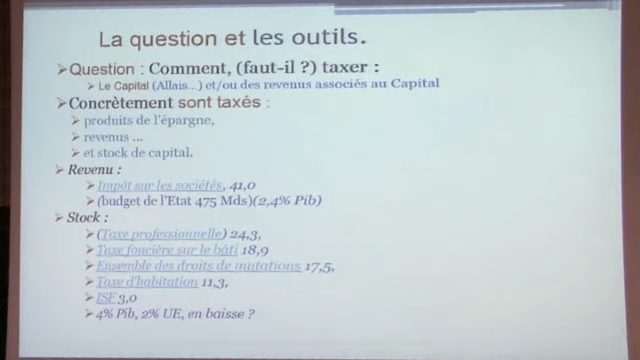 La question et les outils.
➢Question : Comment, (faut-il ?) taxer :
➢ Le Capital (Allais...) et/ou des revenus associés au Capital
➢Concrètement sont taxés :
➢ produits de l'épargne,
➢ revenus ...
➢ et stock de capital.
➢ Revenu :
➢Impôt sur les sociétés, 41,0
➢(budget de l'Etat 475 Mds)(2,4% Pib)
➢ Stock :
➢(Taxe professionnelle) 24,3,
➢Taxe foncière sur le bâti 18,9
➢Ensemble des droits de mutations 17,5,
➢Taxe d'habitation 11,3,
➢ISF 3,0
➢4% Pib, 2% UE, en baisse ?